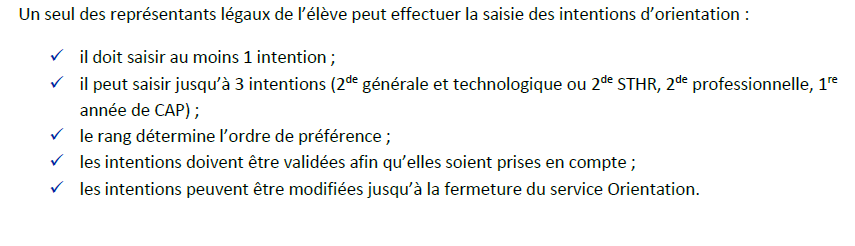 Un seul des représentants légaux de l’élève peut effectuer la saisie des intentions d’orientation :
✓ il doit saisir au moins 1 intention ;
✓ il peut saisir jusqu’à 3 intentions (2de générale et technologique ou 2de STHR, 2de professionnelle, 1re
année de CAP) ;
✓ le rang détermine l’ordre de préférence ;
✓ les intentions doivent être validées afin qu’elles soient prises en compte ;
✓ les intentions peuvent être modifiées jusqu’à la fermeture du service Orientation.